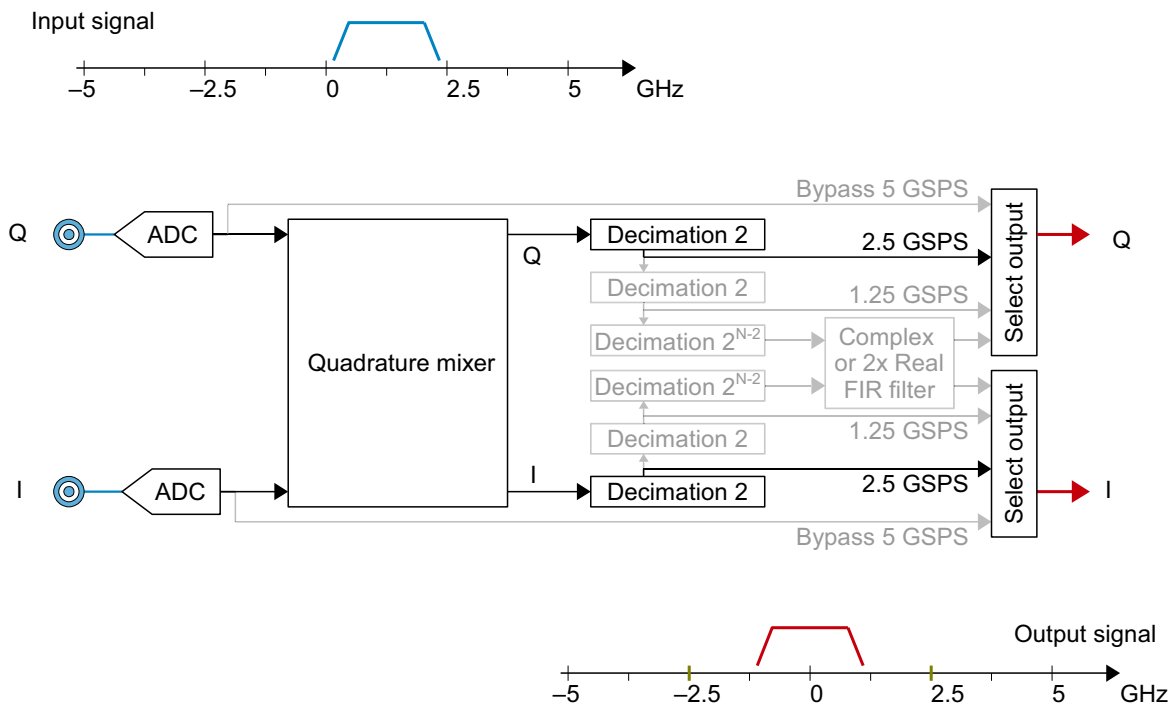 Input signal
–5 –2.5 0 2.5 5 GHz
Bypass 5 GSPS
Q ADC Q Decimation 2 2.5 GSPS Select output Q
Decimation 2 1.25 GSPS
Quadrature mixer
Decimation 2N-2
Complex
or 2x Real
FIR filter
Decimation 2N-2
Decimation 2 1.25 GSPS
I ADC I Decimation 2 2.5 GSPS Select output I
Bypass 5 GSPS
Output signal
–5 –2.5 0 2.5 5 GHz